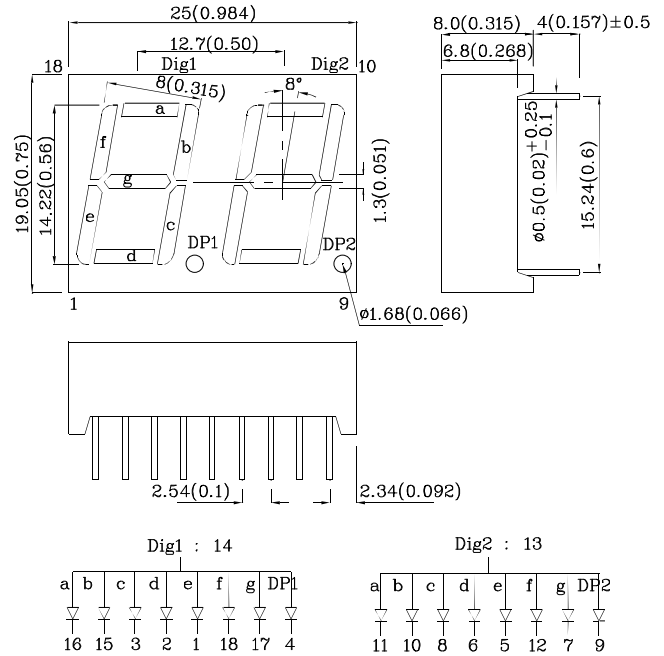 25(0.984)
8.0(0.315)
4(0.157)±0.5
12.7(0.50)
6.8(0.268)
18
Dig1
Dig2
10
8(0.315)
8°
a
f
b
g
e
c
d
DP1
DP2
19.05(0.75)
14.22(0.56)
1.3(0.051)
ø0.5(0.02)+0.25
-0.1
15.24(0.6)
1
9
ø1.68(0.066)
2.54(0.1)
2.34(0.092)
Dig1 : 14
Dig2 : 13
a b c d e f g DP1
a b c d e f g DP2
16 15 3 2 1 18 17 4
11 10 8 6 5 12 7 9